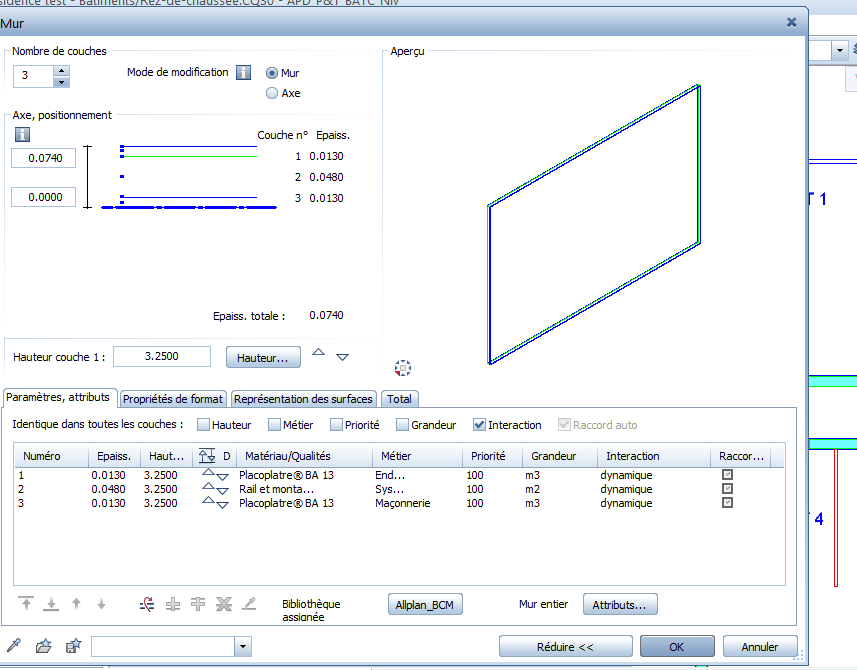 sidence test - Bâtiments/Rez-de-chaussée.CQ30 - APD_P&T_BATC_Niv
Mur
Nombre de couches
3
Mode de modification
Mur
Axe
Aperçu
Axe, positionnement
Couche n° Epaiss.
0.0740
1 0.0130
2 0.0480
0.0000
3 0.0130
Epaiss. totale : 0.0740
Hauteur couche 1 : 3.2500 Hauteur...
Paramètres, attributs Propriétés de format Représentation des surfaces Total
Identique dans toutes les couches : Hauteur Métier Priorité Grandeur Interaction Raccord auto
Numéro Epaiss. Haut... D Matériau/Qualités Métier Priorité Grandeur Interaction Raccor...
1 0.0130 3.2500 Placoplatre® BA 13 End... 100 m3 dynamique
2 0.0480 3.2500 Rail et monta... Sys... 100 m2 dynamique
3 0.0130 3.2500 Placoplatre® BA 13 Maçonnerie 100 m3 dynamique
Bibliothèque
assignée
Allplan_BCM
Mur entier
Attributs...
Réduire << OK Annuler
1
4